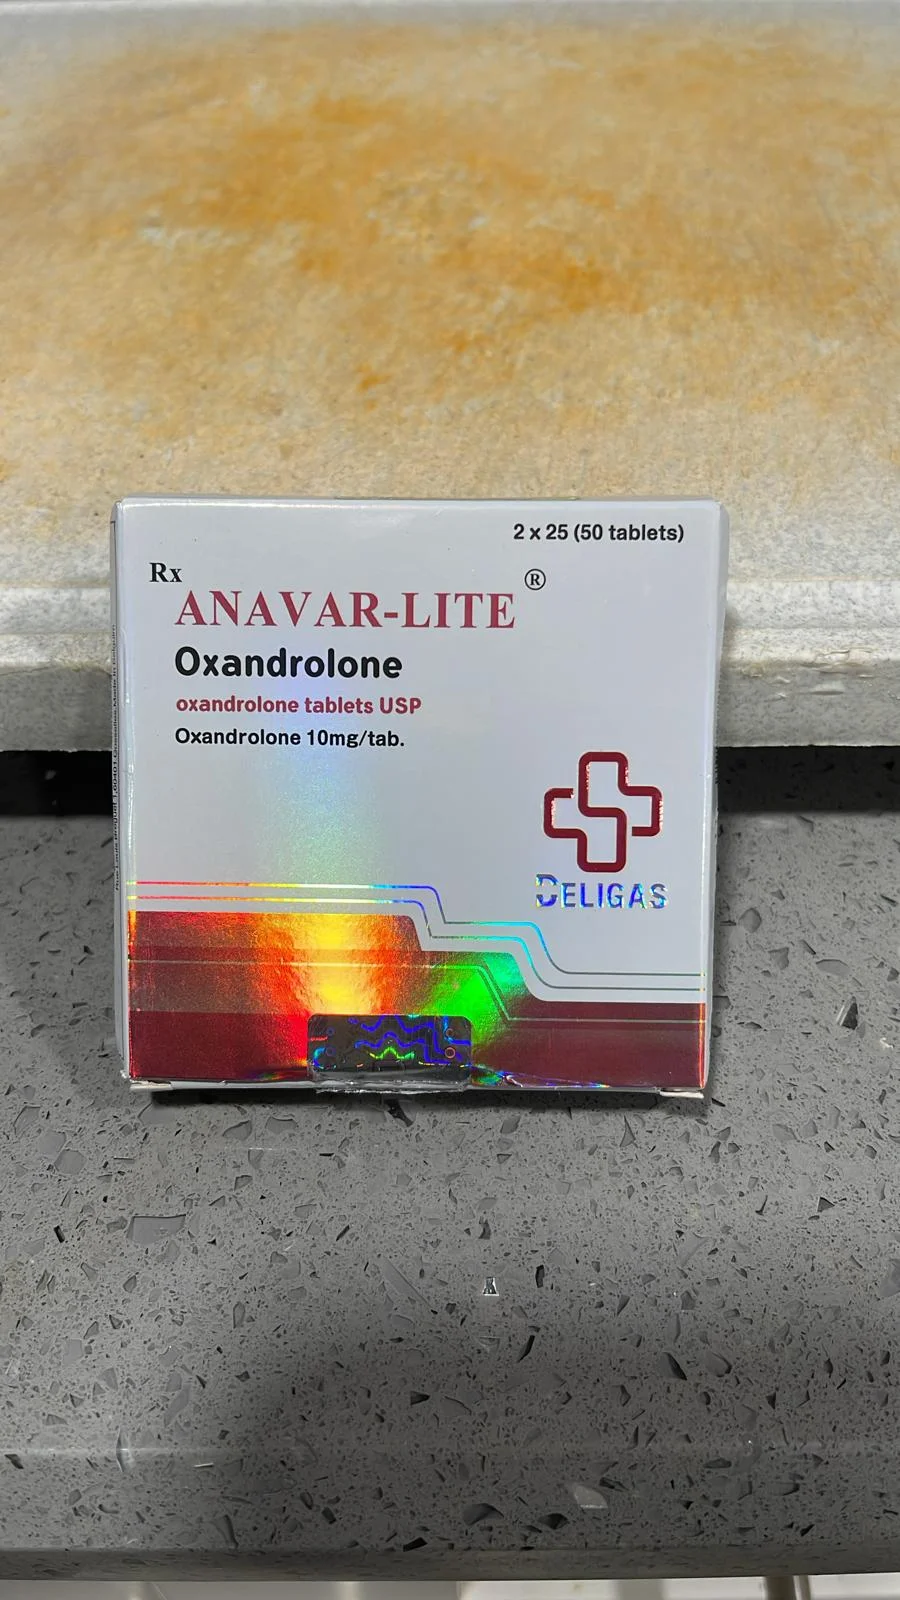 2 x 25 (50 tablets)
Rx
ANAVAR-LITE®
Oxandrolone
oxandrolone tablets USP
Oxandrolone 10mg/tab.
DELIGAS